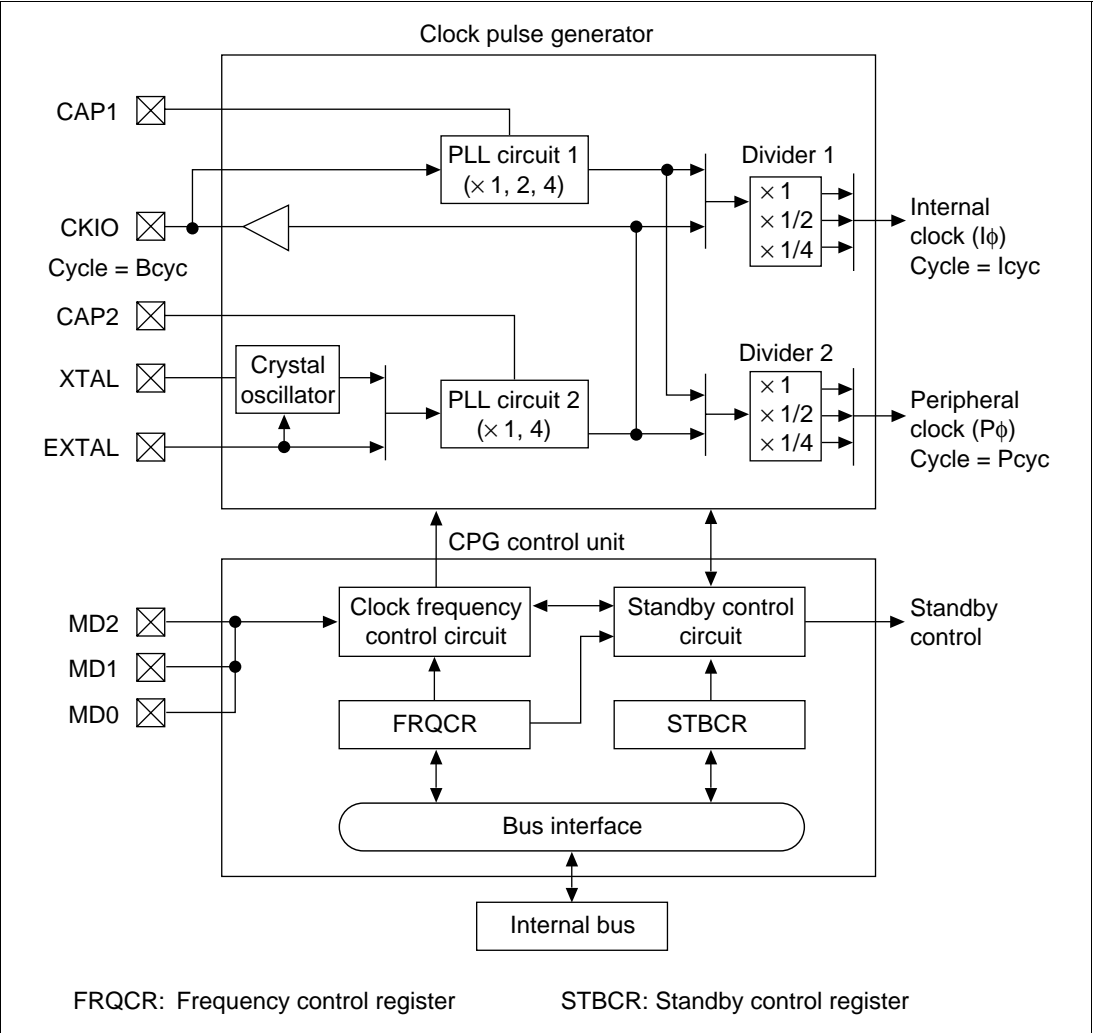 Clock pulse generator
CAP1
PLL circuit 1
(× 1, 2, 4)
Divider 1
× 1
× 1/2
× 1/4
CKIO
Cycle = Bcyc
Internal
clock (Iϕ)
Cycle = Icyc
CAP2
XTAL
Crystal
oscillator
EXTAL
PLL circuit 2
(× 1, 4)
Divider 2
× 1
× 1/2
× 1/4
Peripheral
clock (Pϕ)
Cycle = Pcyc
CPG control unit
MD2
MD1
MD0
Clock frequency
control circuit
Standby control
circuit
Standby
control
FRQCR
STBCR
Bus interface
Internal bus
FRQCR: Frequency control register
STBCR: Standby control register